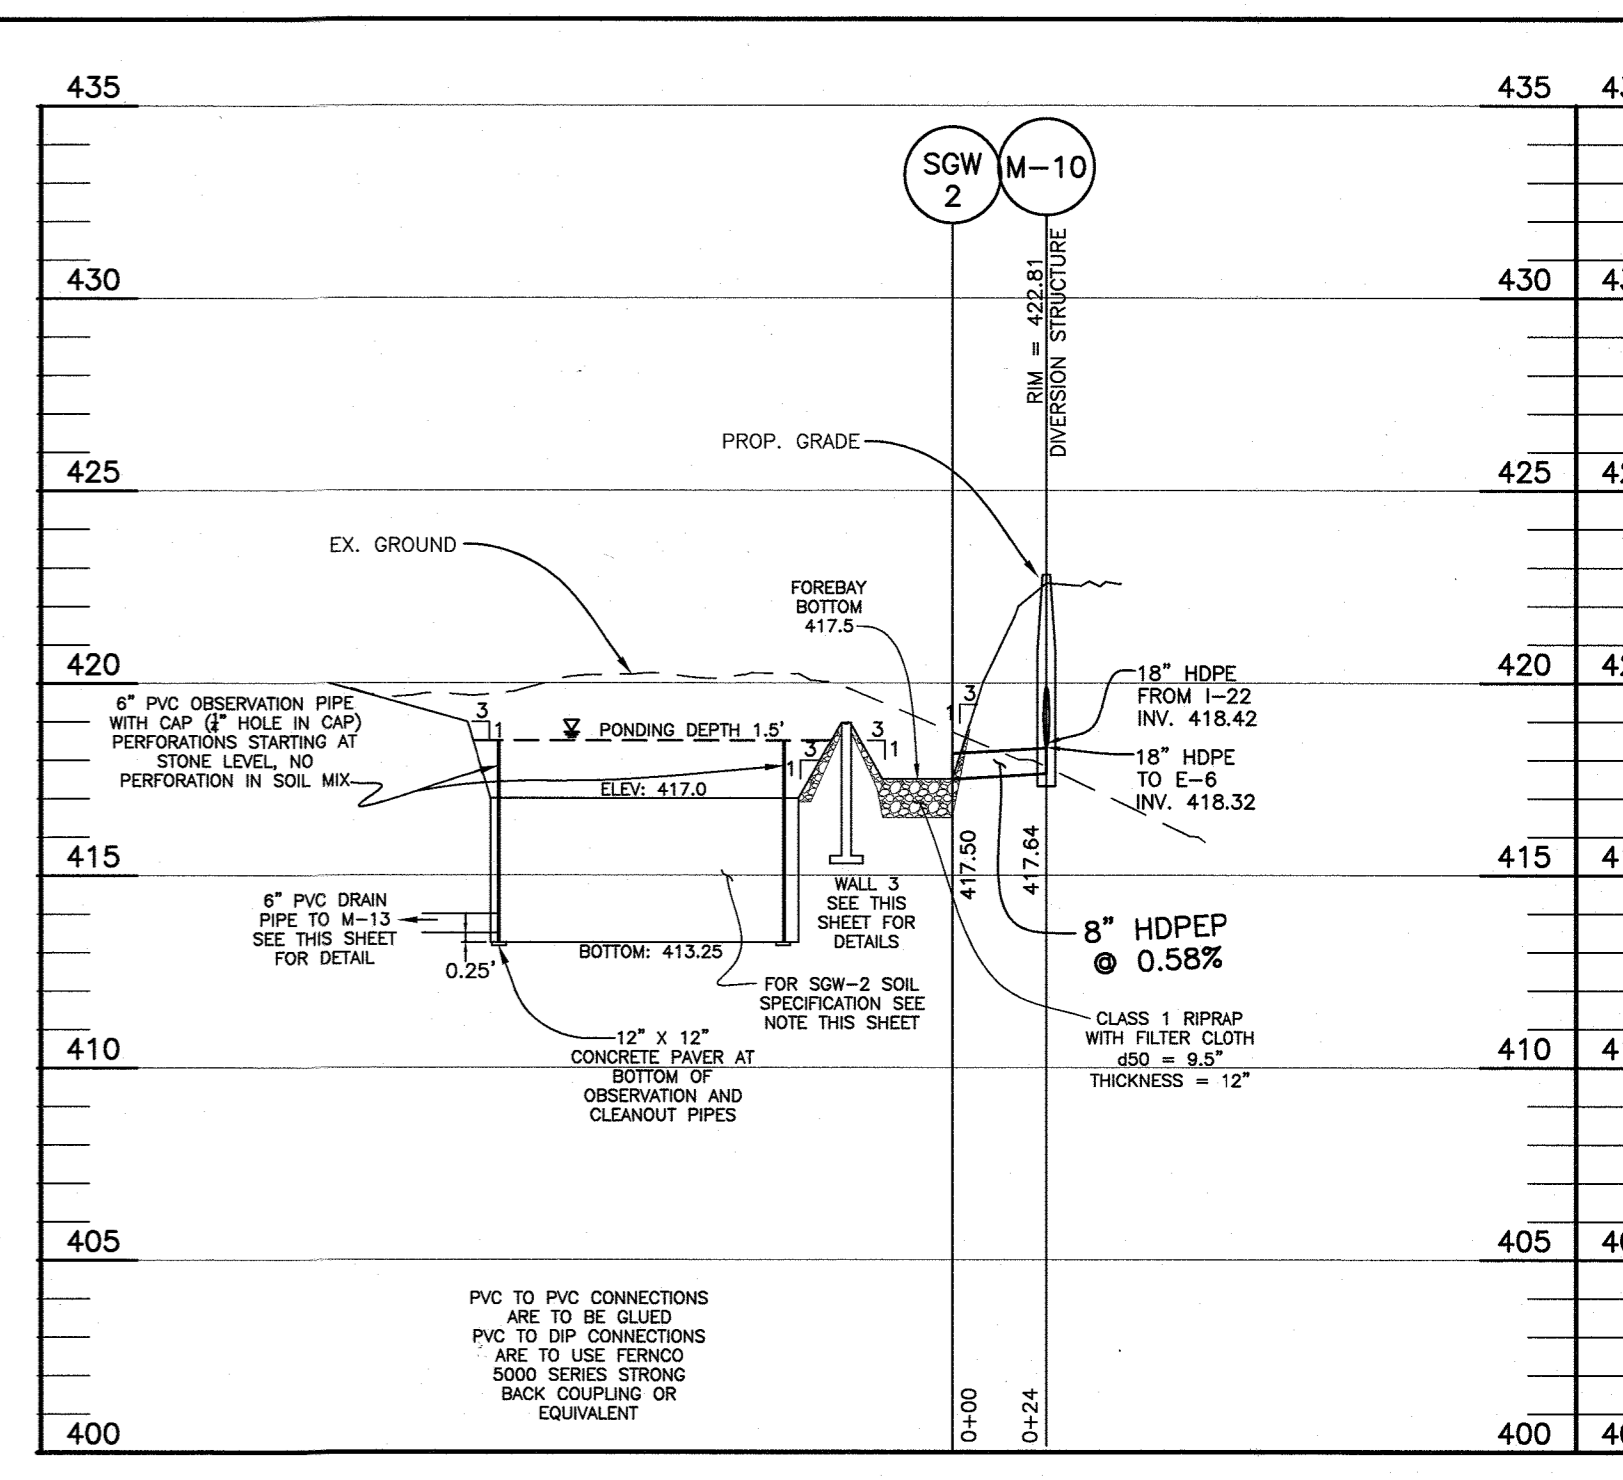 435
435
SGW
2
M-10
RIM = 422.81
DIVERSION STRUCTURE
430
430
PROP. GRADE
425
425
EX. GROUND
FOREBAY
BOTTOM
417.5
420
420
6" PVC OBSERVATION PIPE
WITH CAP (¼" HOLE IN CAP)
PERFORATIONS STARTING AT
STONE LEVEL, NO
PERFORATION IN SOIL MIX
3
1
PONDING DEPTH 1.5'
3
1
3
1
3
1
18" HDPE
FROM I-22
INV. 418.42
18" HDPE
TO E-6
INV. 418.32
ELEV: 417.0
417.50
417.64
415
415
6" PVC DRAIN
PIPE TO M-13
SEE THIS SHEET
FOR DETAIL
0.25'
BOTTOM: 413.25
WALL 3
SEE THIS
SHEET FOR
DETAILS
8" HDPEP
@ 0.58%
FOR SGW-2 SOIL
SPECIFICATION SEE
NOTE THIS SHEET
12" X 12"
CONCRETE PAVER AT
BOTTOM OF
OBSERVATION AND
CLEANOUT PIPES
CLASS 1 RIPRAP
WITH FILTER CLOTH
d50 = 9.5"
THICKNESS = 12"
410
410
405
405
PVC TO PVC CONNECTIONS
ARE TO BE GLUED
PVC TO DIP CONNECTIONS
ARE TO USE FERNCO
5000 SERIES STRONG
BACK COUPLING OR
EQUIVALENT
0+00
0+24
400
400